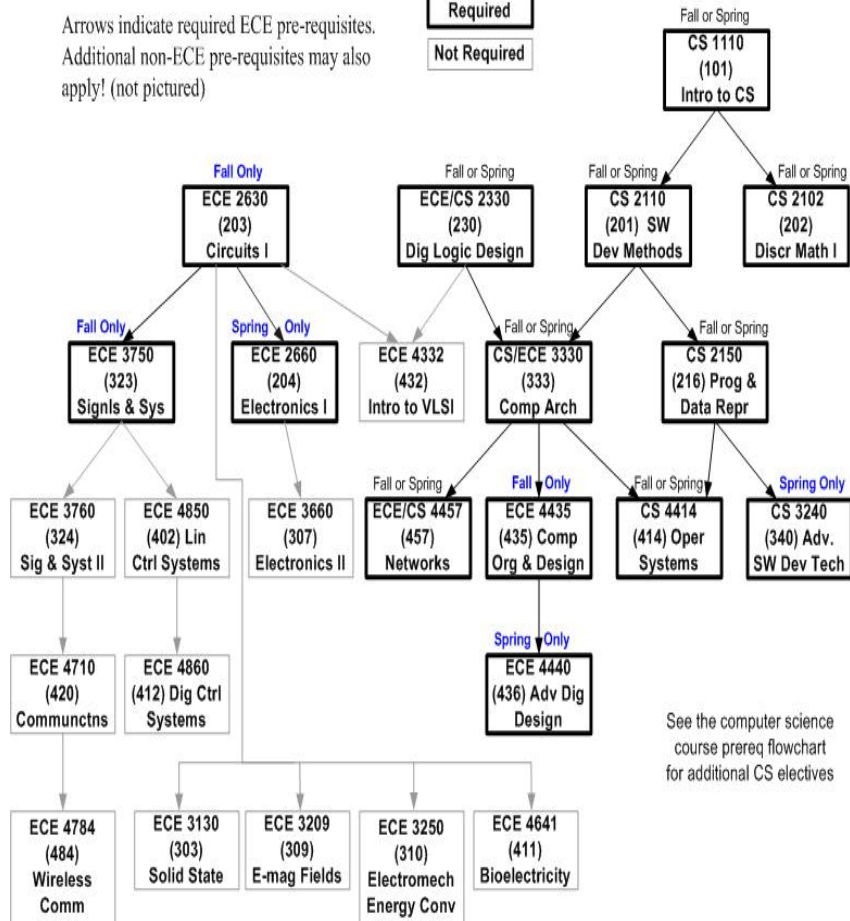 Arrows indicate required ECE pre-requisites.
Additional non-ECE pre-requisites may also
apply! (not pictured)
Required
Not Required
Fall or Spring
CS 1110
(101)
Intro to CS
Fall Only
ECE 2630
(203)
Circuits I
Fall or Spring
ECE/CS 2330
(230)
Dig Logic Design
Fall or Spring
CS 2110
(201) SW
Dev Methods
Fall or Spring
CS 2102
(202)
Discr Math I
Fall Only
ECE 3750
(323)
Signls & Sys
Spring Only
ECE 2660
(204)
Electronics I
ECE 4332
(432)
Intro to VLSI
Fall or Spring
CS/ECE 3330
(333)
Comp Arch
Fall or Spring
CS 2150
(216) Prog &
Data Repr
ECE 3760
(324)
Sig & Syst II
ECE 4850
(402) Lin
Ctrl Systems
ECE 3660
(307)
Electronics II
Fall or Spring
ECE/CS 4457
(457)
Networks
Fall Only
ECE 4435
(435) Comp
Org & Design
Fall or Spring
CS 4414
(414) Oper
Systems
Spring Only
CS 3240
(340) Adv.
SW Dev Tech
ECE 4710
(420)
Communctns
ECE 4860
(412) Dig Ctrl
Systems
Spring Only
ECE 4440
(436) Adv Dig
Design
See the computer science
course prereq flowchart
for additional CS electives
ECE 4784
(484)
Wireless
Comm
ECE 3130
(303)
Solid State
ECE 3209
(309)
E-mag Fields
ECE 3250
(310)
Electromech
Energy Conv
ECE 4641
(411)
Bioelectricity